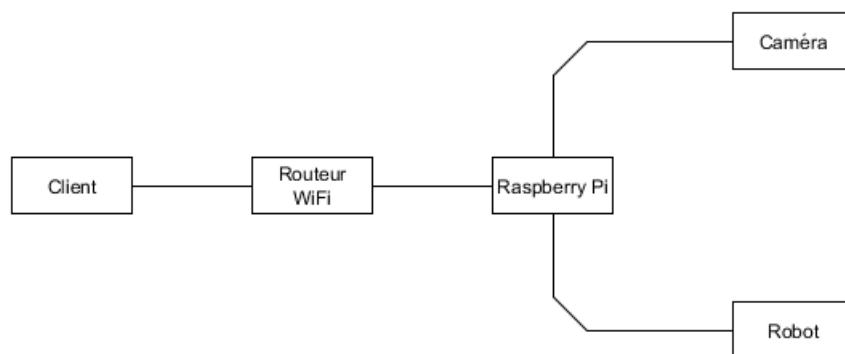 Caméra
Client
Routeur
WiFi
Raspberry Pi
Robot